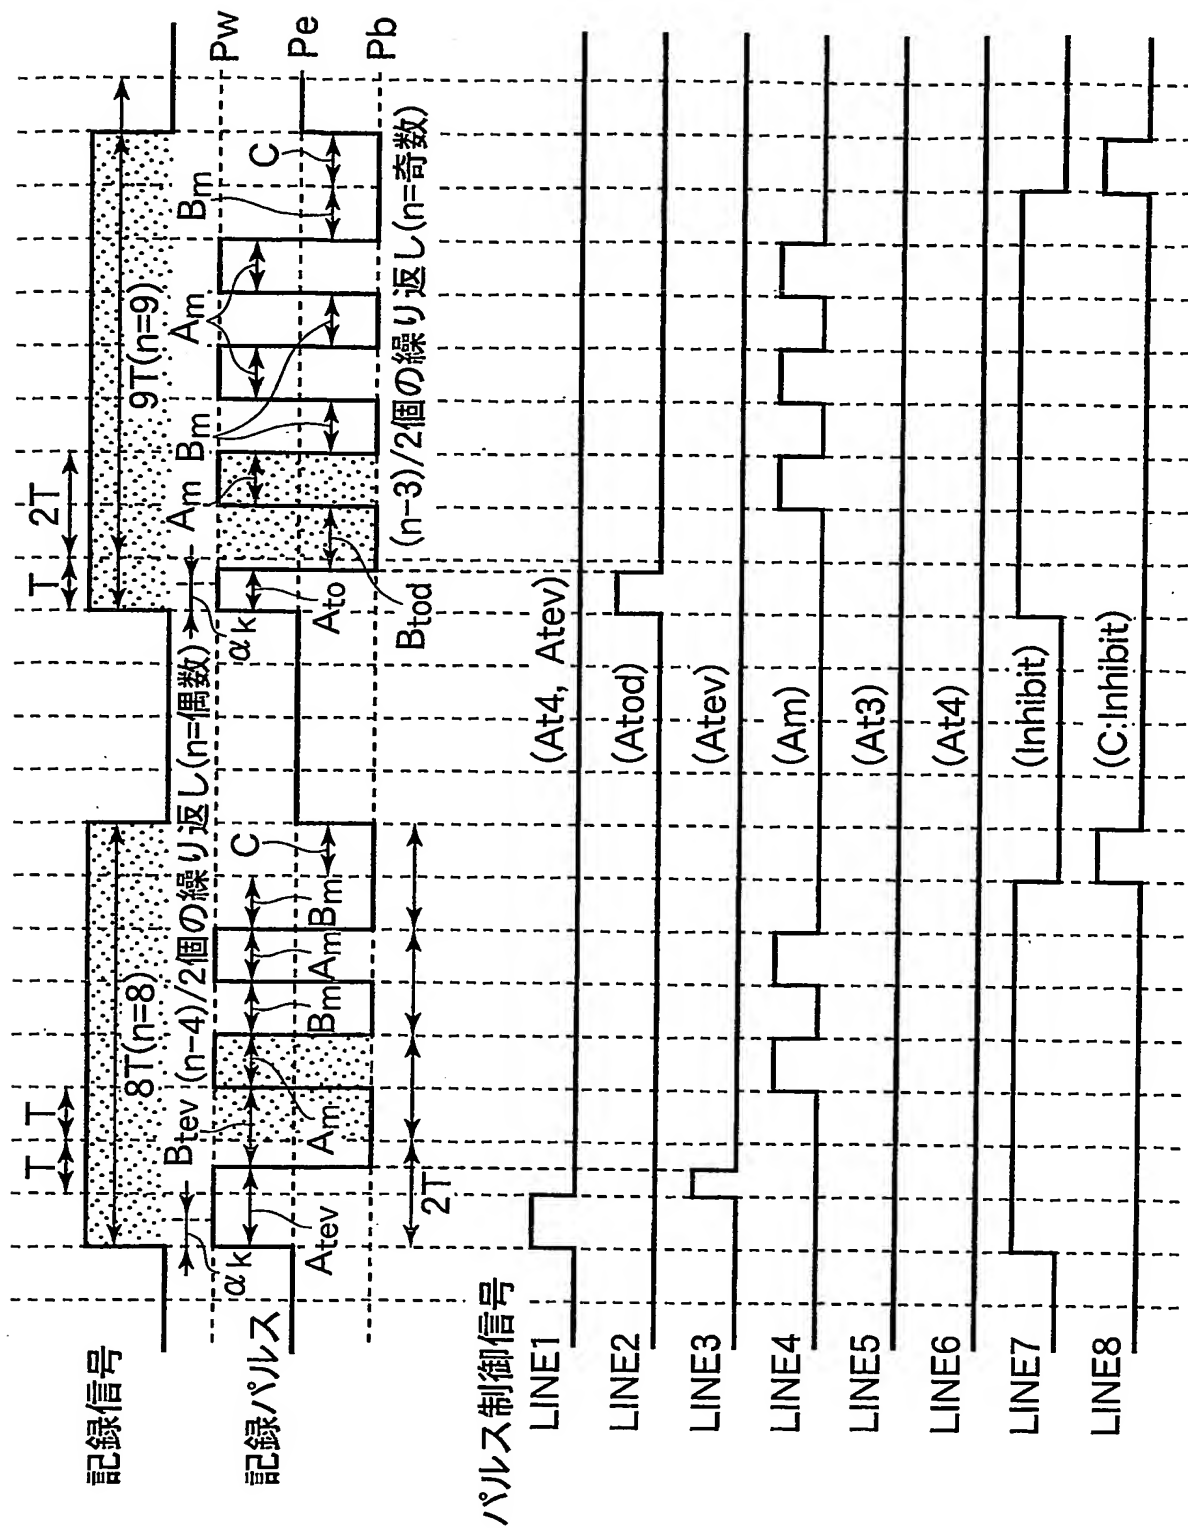 記録信号
8T(n=8)
T
T
9T(n=9)
T
2T
αk
Btev
(n-4)/2個の繰り返し(n=偶数)
αk
Am
Bm
Am
Bm
記録パルス
Atev
Am
Bm
Am
Bm
C
Ato
Btod
C
Pw
Pe
Pb
2T
(n-3)/2個の繰り返し(n=奇数)
パルス制御信号
LINE1 (At4, Atev)
LINE2 (Atod)
LINE3 (Atev)
LINE4 (Am)
LINE5 (At3)
LINE6 (At4)
LINE7 (Inhibit)
LINE8 (C:Inhibit)